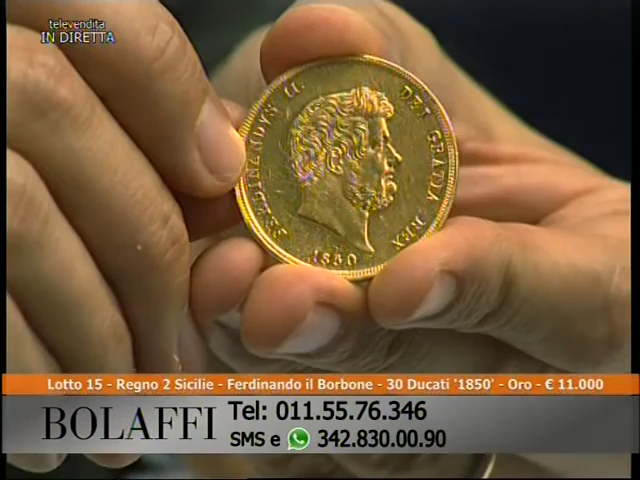 televendita
IN DIRETTA
FERDINANDVS II. DEI GRATIA REX
1850
Lotto 15 - Regno 2 Sicilie - Ferdinando il Borbone - 30 Ducati '1850' - Oro - € 11.000
BOLAFFI
Tel: 011.55.76.346
SMS e 342.830.00.90